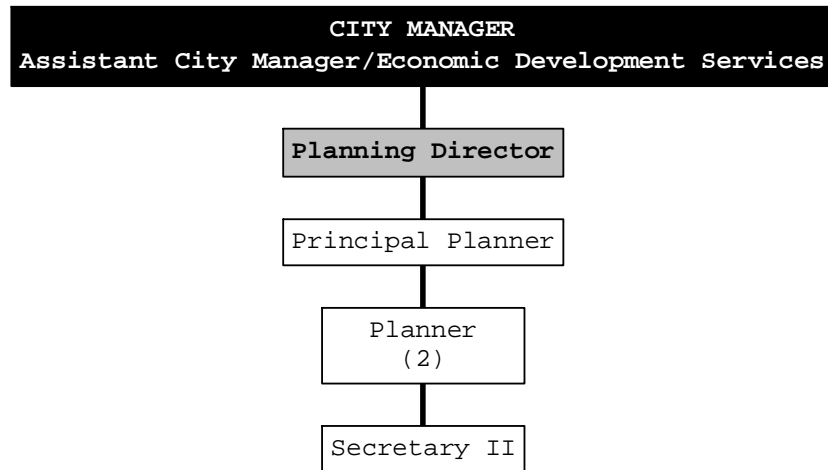 CITY MANAGER
Assistant City Manager/Economic Development Services
Planning Director
Principal Planner
Planner
(2)
Secretary II